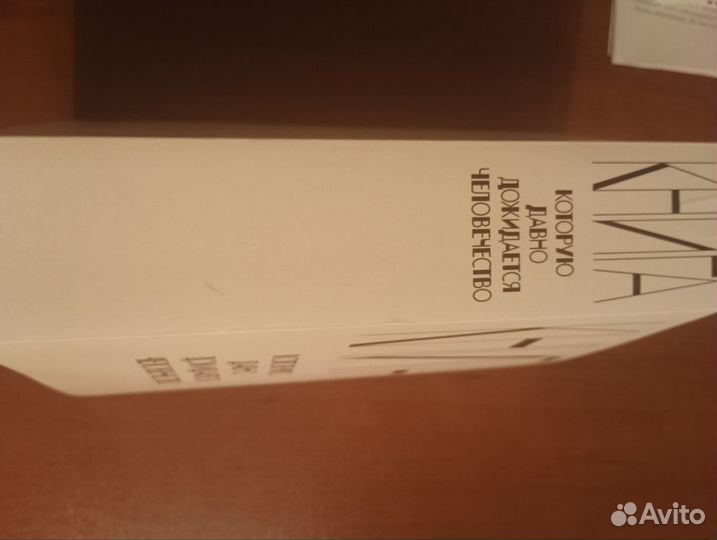 КНИГА
КОТОРУЮ
ДАВНО
ДОЖИДАЕТСЯ
ЧЕЛОВЕЧЕСТВО
Avito